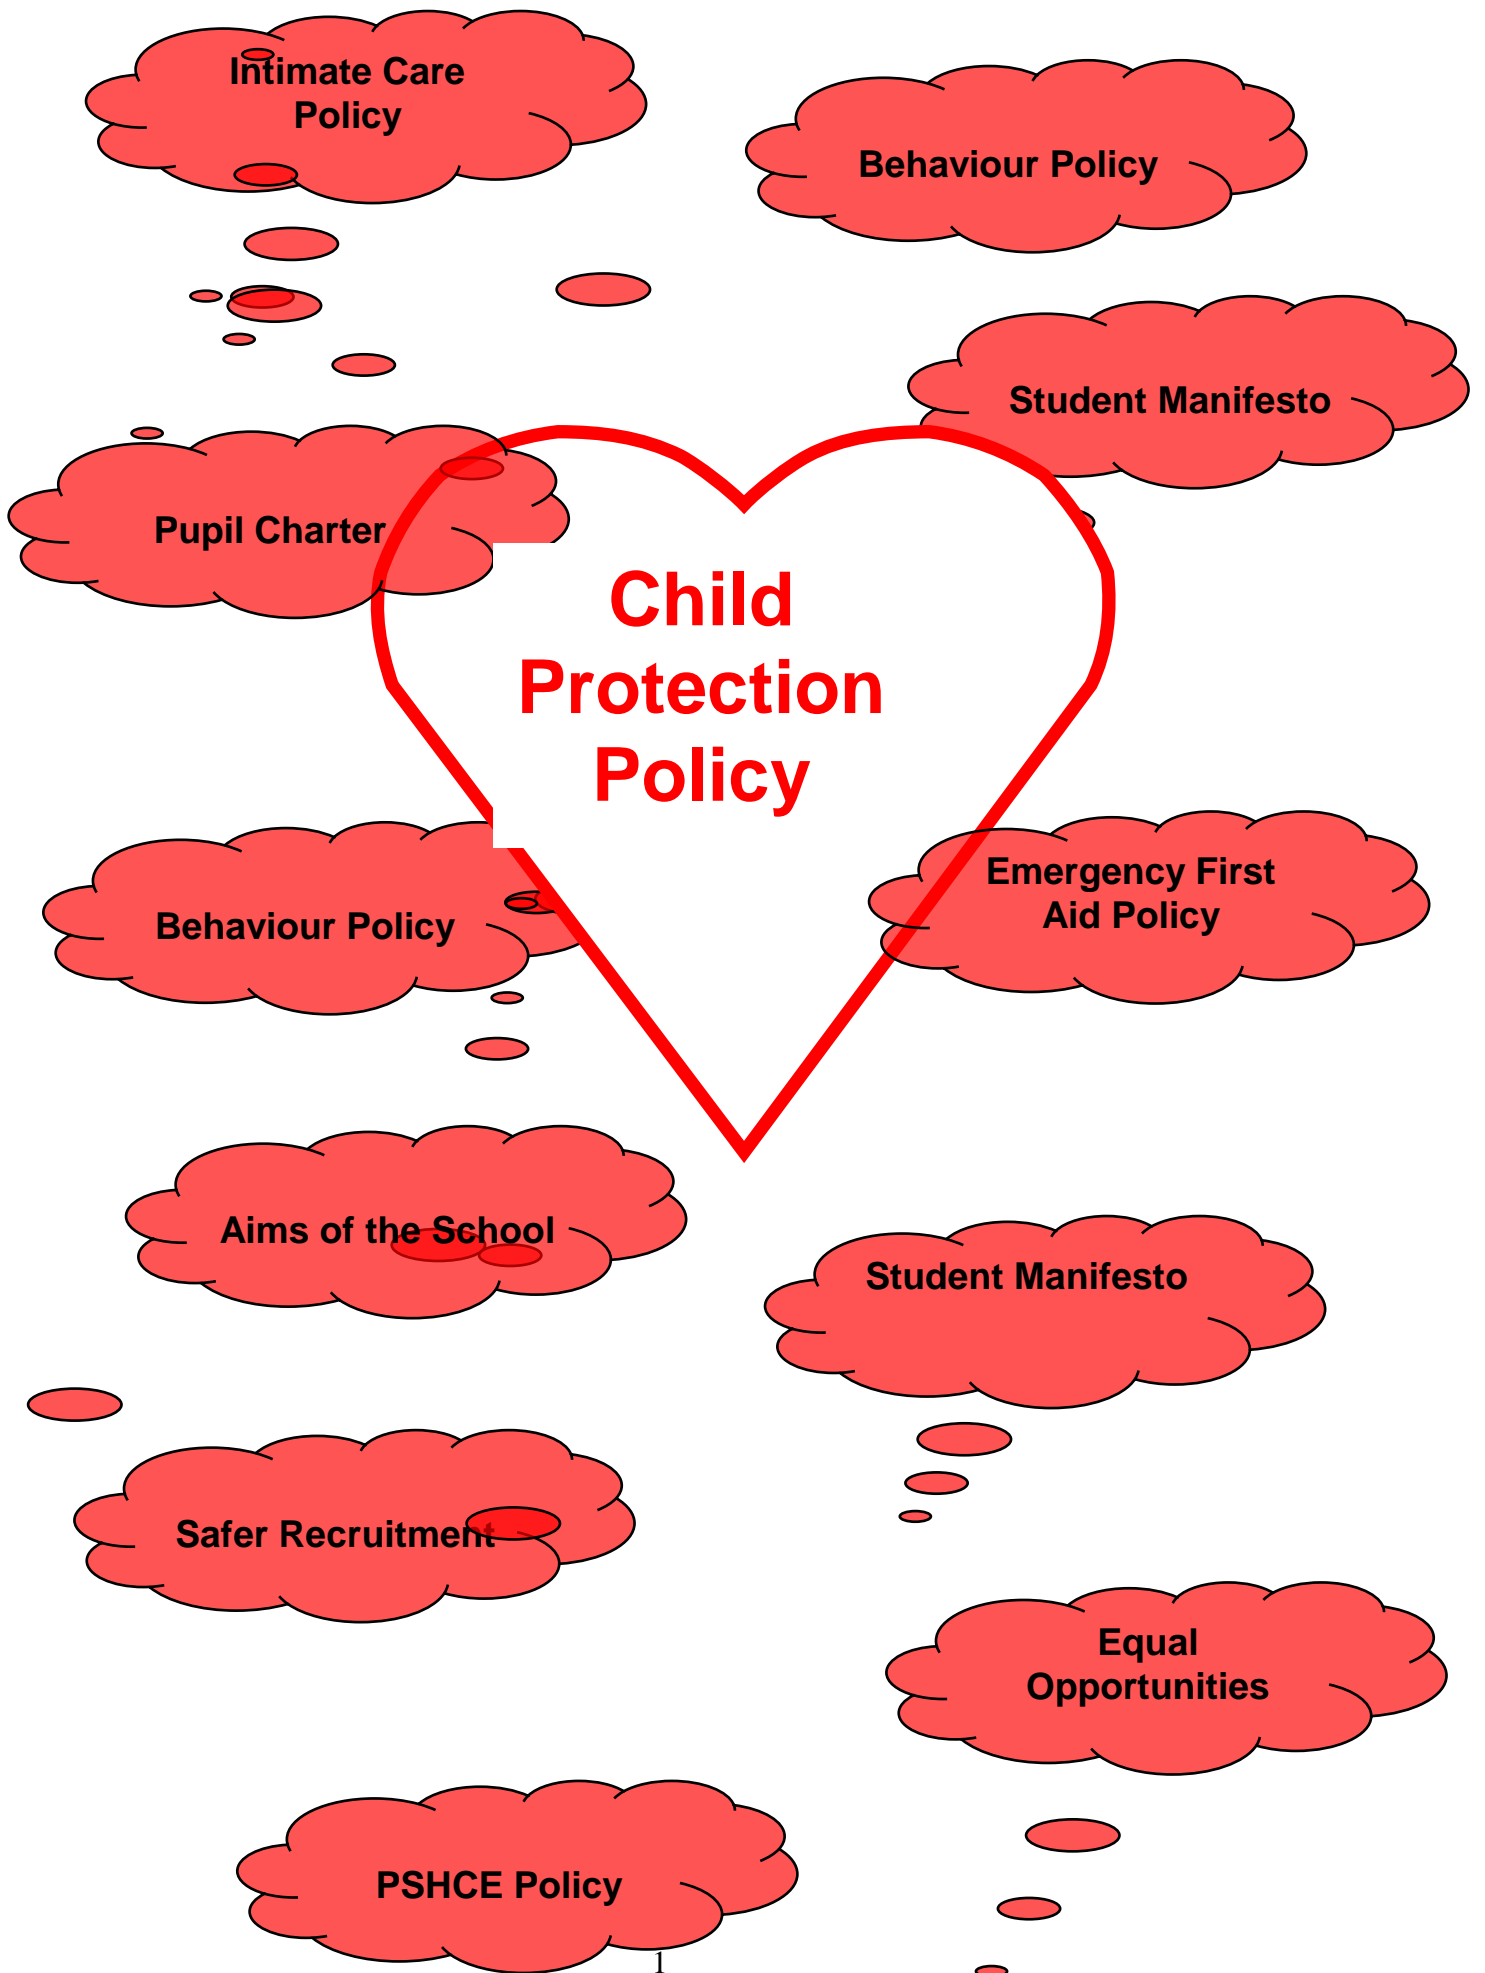 Intimate Care
Policy
Behaviour Policy
Student Manifesto
Pupil Charter
Child
Protection
Policy
Behaviour Policy
Emergency First
Aid Policy
Aims of the School
Student Manifesto
Safer Recruitment
Equal
Opportunities
PSHCE Policy
1